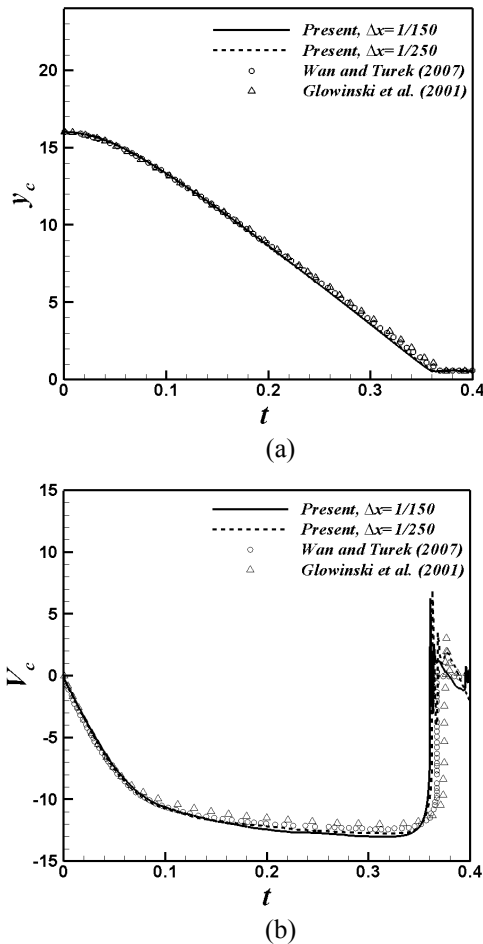 Present, Δx=1/150
Present, Δx=1/250
Wan and Turek (2007)
Glowinski et al. (2001)
20
15
10
5
0
y_c
0
0.1
0.2
0.3
0.4
t
(a)
Present, Δx=1/150
Present, Δx=1/250
Wan and Turek (2007)
Glowinski et al. (2001)
15
10
5
0
-5
-10
-15
V_c
0
0.1
0.2
0.3
0.4
t
(b)